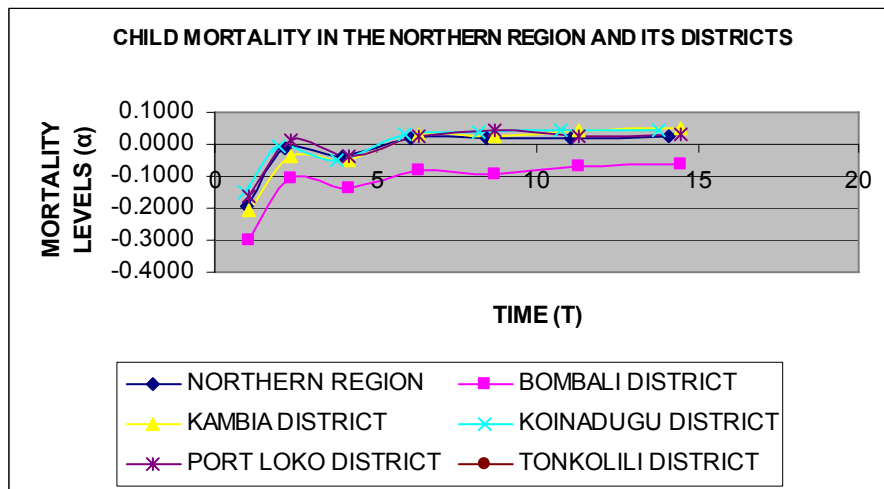 CHILD MORTALITY IN THE NORTHERN REGION AND ITS DISTRICTS
MORTALITY
LEVELS (α)
0.1000
0.0000
-0.1000
-0.2000
-0.3000
-0.4000
0 5 10 15 20
TIME (T)
NORTHERN REGION BOMBALI DISTRICT
KAMBIA DISTRICT KOINADUGU DISTRICT
PORT LOKO DISTRICT TONKOLILI DISTRICT